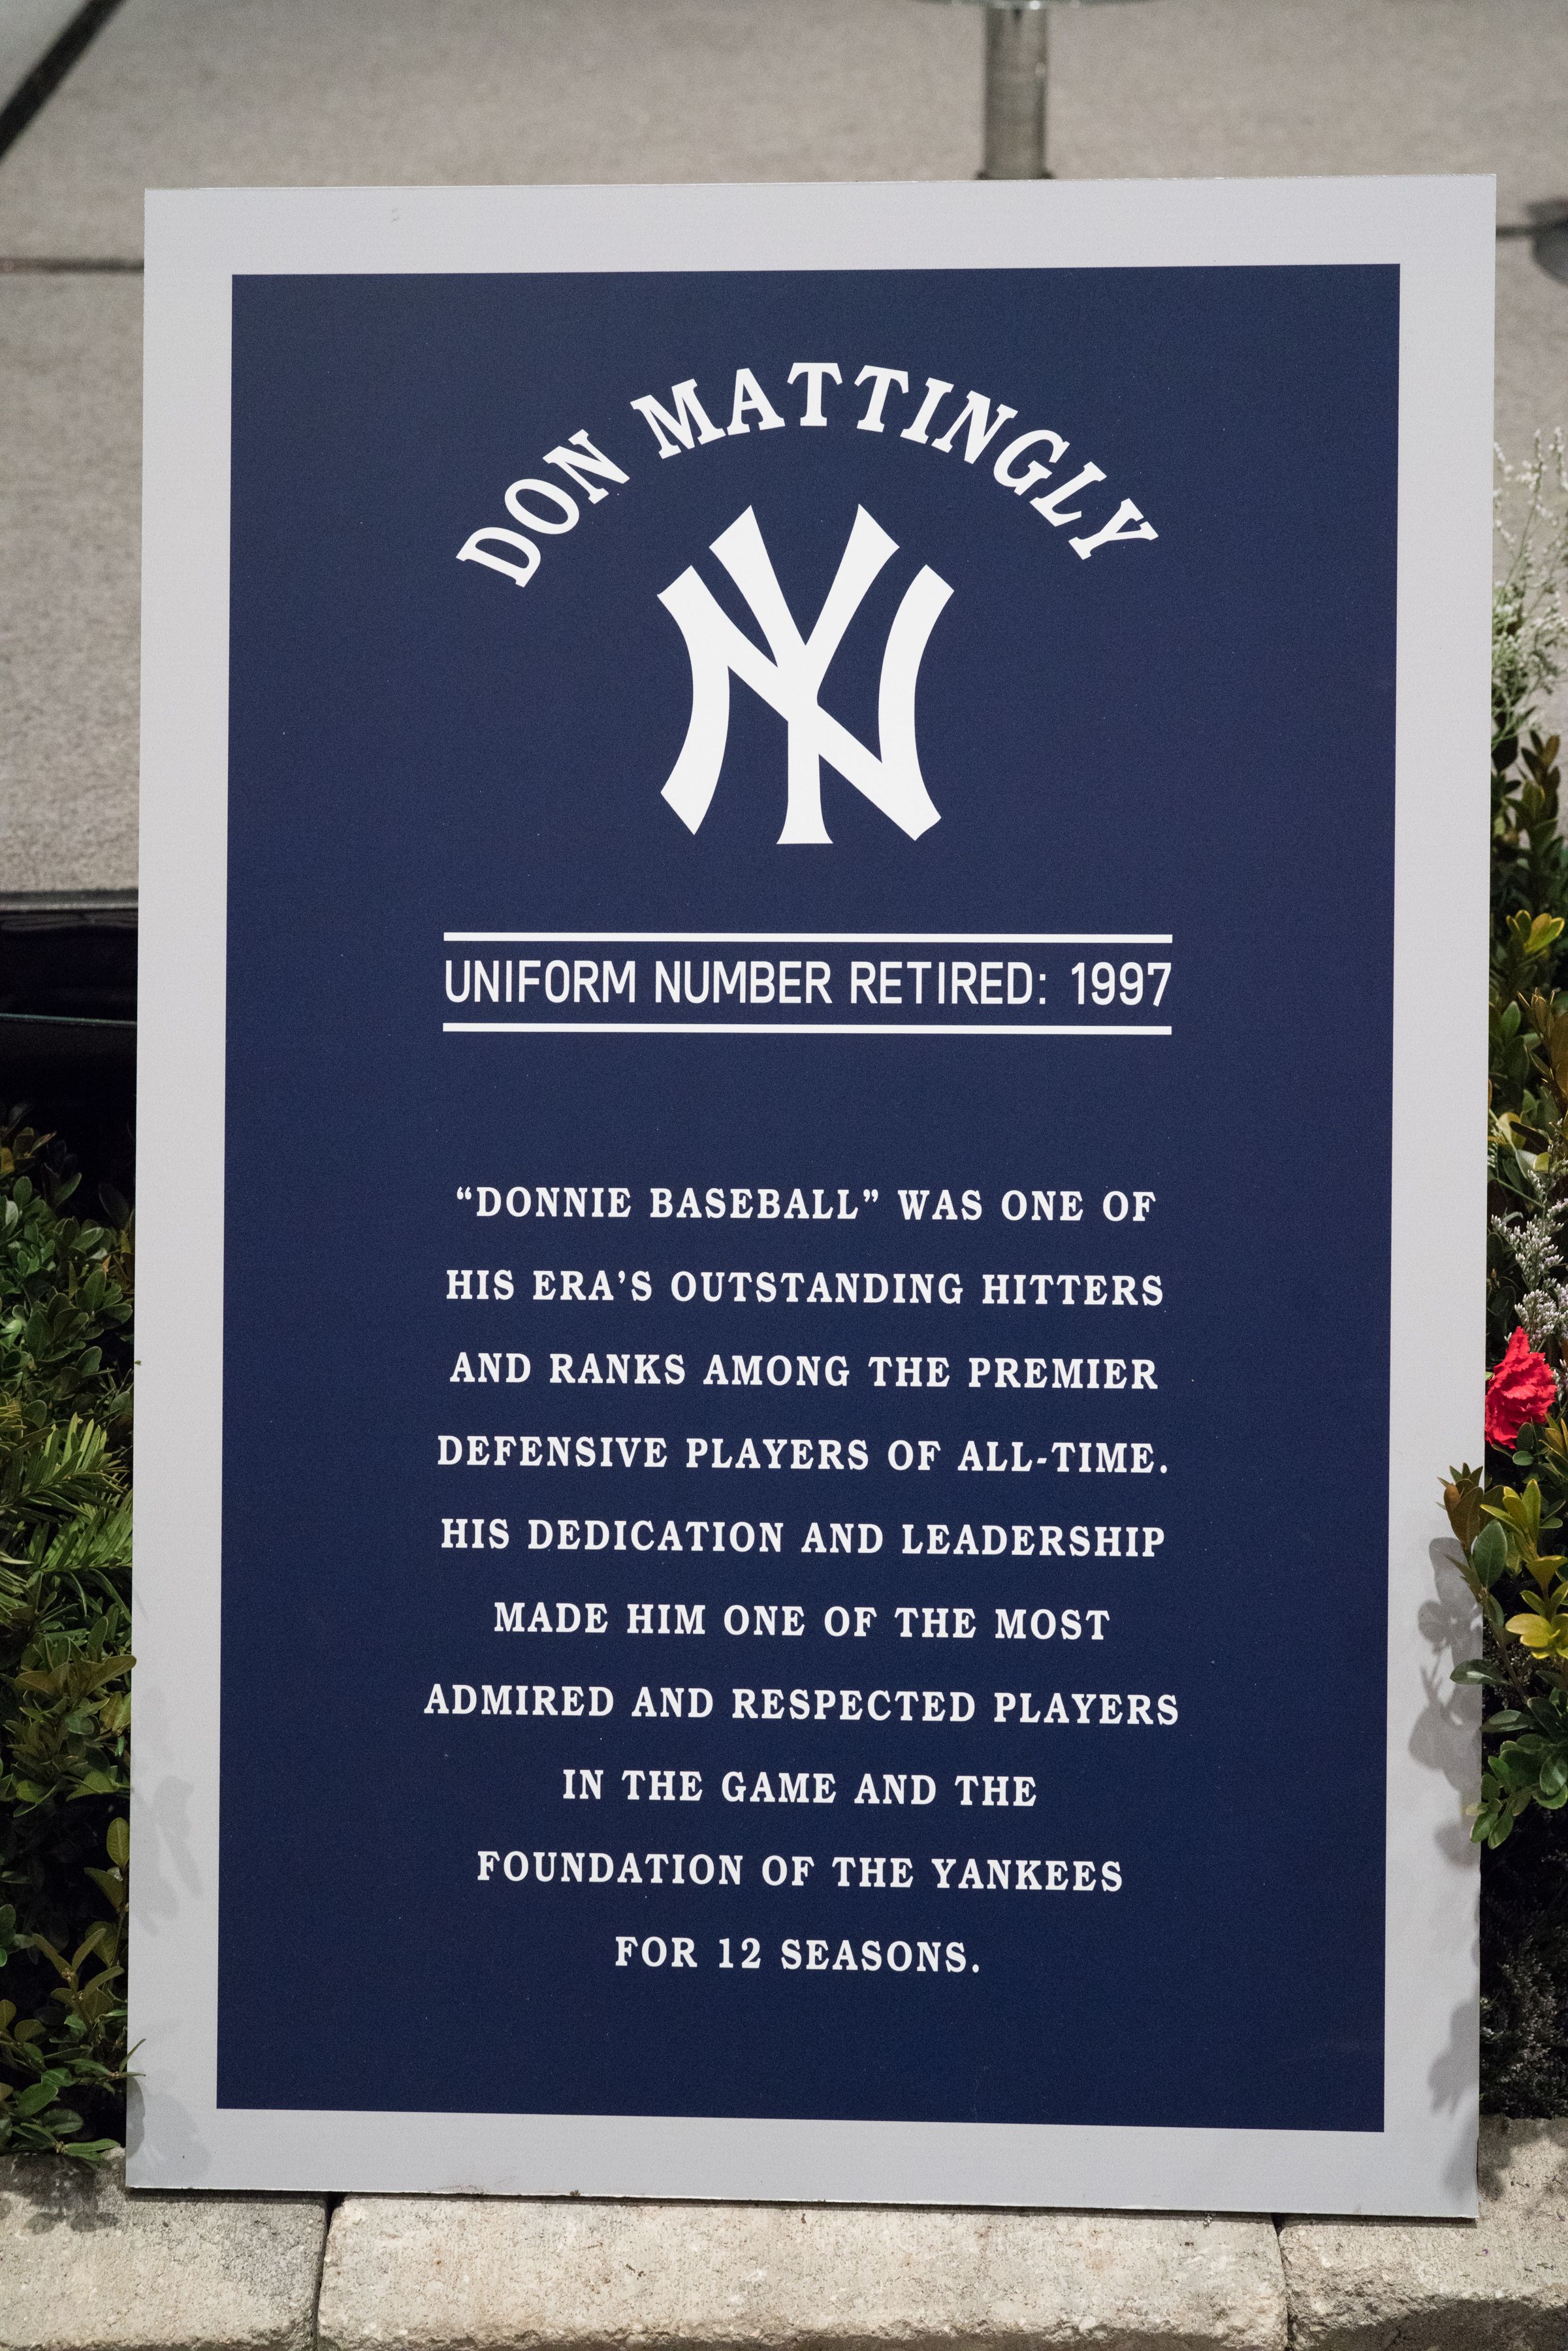 DON MATTINGLY
NY
UNIFORM NUMBER RETIRED: 1997
“DONNIE BASEBALL” WAS ONE OF
HIS ERA’S OUTSTANDING HITTERS
AND RANKS AMONG THE PREMIER
DEFENSIVE PLAYERS OF ALL-TIME.
HIS DEDICATION AND LEADERSHIP
MADE HIM ONE OF THE MOST
ADMIRED AND RESPECTED PLAYERS
IN THE GAME AND THE
FOUNDATION OF THE YANKEES
FOR 12 SEASONS.